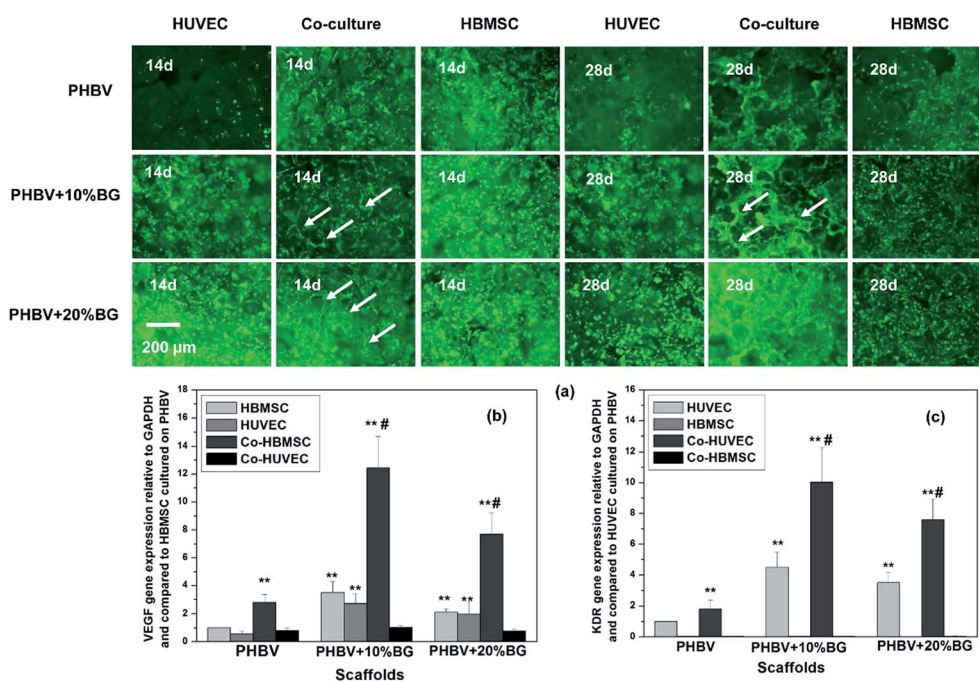 HUVEC Co-culture HBMSC HUVEC Co-culture HBMSC
PHBV 14d 14d 14d 28d 28d 28d
PHBV+10%BG 14d 14d 14d 28d 28d 28d
PHBV+20%BG 14d 14d 14d 28d 28d 28d
200 μm
(a)
VEGF gene expression relative to GAPDH
and compared to HBMSC cultured on PHBV
18
16
14
12
10
8
6
4
2
0
HBMSC
HUVEC
Co-HBMSC
Co-HUVEC
(b)
** # 
**#
**
** **
** **
PHBV PHBV+10%BG PHBV+20%BG
Scaffolds
KDR gene expression relative to GAPDH
and compared to HUVEC cultured on PHBV
16
14
12
10
8
6
4
2
0
HUVEC
HBMSC
Co-HUVEC
Co-HBMSC
(c)
**#
**#
**
**
**
PHBV PHBV+10%BG PHBV+20%BG
Scaffolds